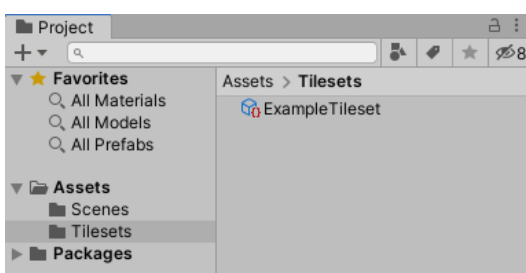 Project
8
Favorites
All Materials
All Models
All Prefabs
Assets
Scenes
Tilesets
Packages
Assets > Tilesets
ExampleTileset